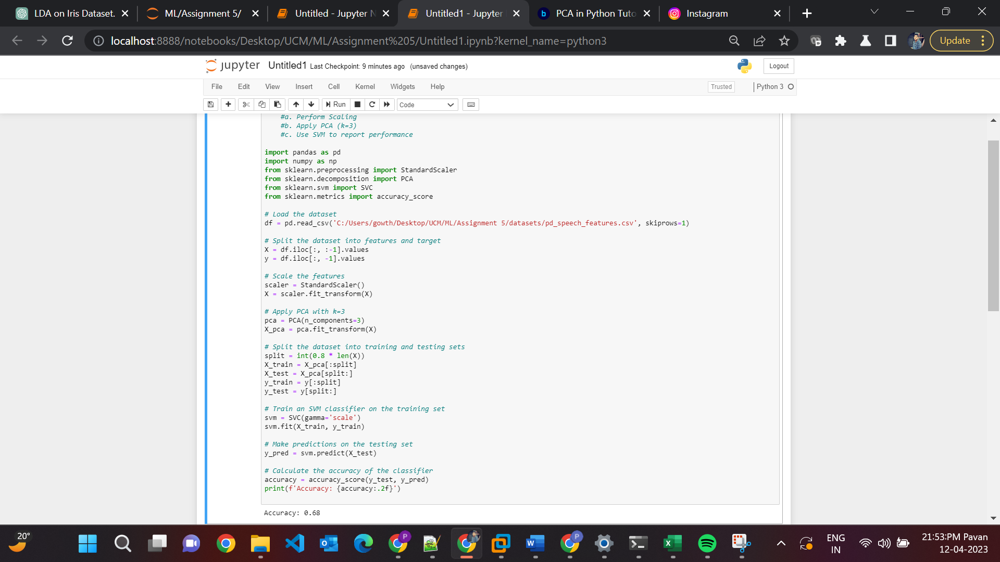 LDA on Iris Dataset.
ML/Assignment 5/
Untitled - Jupyter N
Untitled1 - Jupyter
PCA in Python Tuto
Instagram
localhost:8888/notebooks/Desktop/UCM/ML/Assignment%205/Untitled1.ipynb?kernel_name=python3
Update
jupyter Untitled1 Last Checkpoint: 9 minutes ago (unsaved changes)
Logout
File Edit View Insert Cell Kernel Widgets Help
Trusted
Python 3
Run
Code
#a. Perform Scaling
#b. Apply PCA (k=3)
#c. Use SVM to report performance
import pandas as pd
import numpy as np
from sklearn.preprocessing import StandardScaler
from sklearn.decomposition import PCA
from sklearn.svm import SVC
from sklearn.metrics import accuracy_score
# Load the dataset
df = pd.read_csv('C:/Users/gowth/Desktop/UCM/ML/Assignment 5/datasets/pd_speech_features.csv', skiprows=1)
# Split the dataset into features and target
X = df.iloc[:, :-1].values
y = df.iloc[:, -1].values
# Scale the features
scaler = StandardScaler()
X = scaler.fit_transform(X)
# Apply PCA with k=3
pca = PCA(n_components=3)
X_pca = pca.fit_transform(X)
# Split the dataset into training and testing sets
split = int(0.8 * len(X))
X_train = X_pca[:split]
X_test = X_pca[split:]
y_train = y[:split]
y_test = y[split:]
# Train an SVM classifier on the training set
svm = SVC(gamma='scale')
svm.fit(X_train, y_train)
# Make predictions on the testing set
y_pred = svm.predict(X_test)
# Calculate the accuracy of the classifier
accuracy = accuracy_score(y_test, y_pred)
print(f'Accuracy: {accuracy:.2f}')
Accuracy: 0.68
20°
ENG
IN
21:53:PM Pavan
12-04-2023